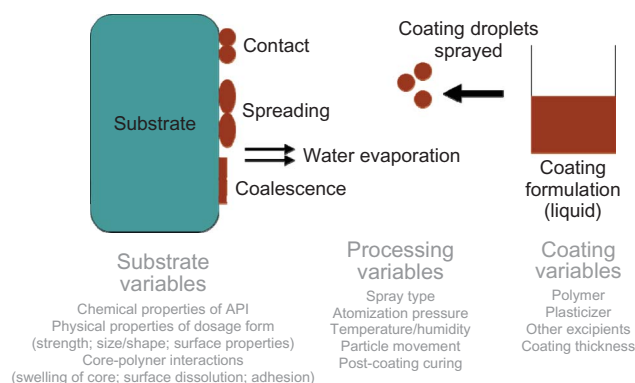 Contact
Coating droplets
sprayed
Substrate
Spreading
Water evaporation
Coalescence
Coating
formulation
(liquid)
Substrate
variables
Chemical properties of API
Physical properties of dosage form
(strength; size/shape; surface properties)
Core-polyner interactions
(swelling of core; surface dissolution; adhesion)
Processing
variables
Spray type
Atomization pressure
Temperature/humidity
Particle movement
Post-coating curing
Coating
variables
Polymer
Plasticizer
Other excipients
Coating thickness